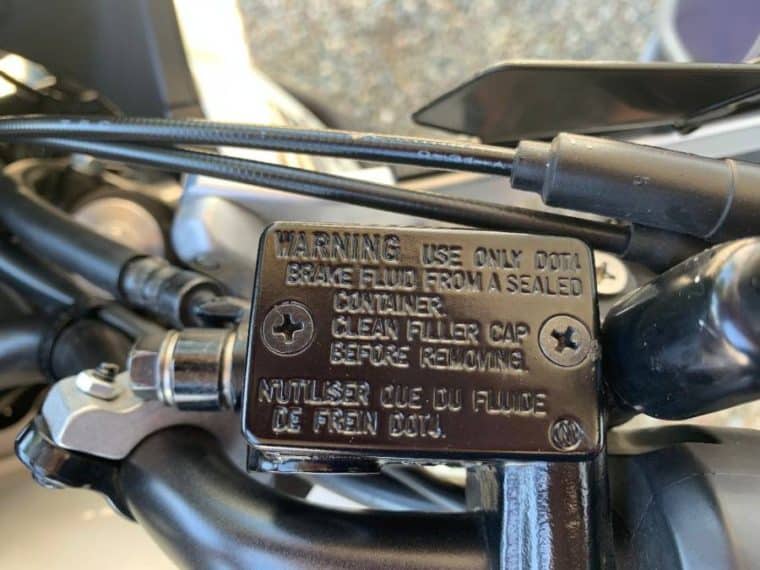 WARNING USE ONLY DOT4
BRAKE FLUID FROM A SEALED
CONTAINER.
CLEAN FILLER CAP
BEFORE REMOVING.
N'UTILISER QUE DU FLUIDE
DE FREIN DOT4.